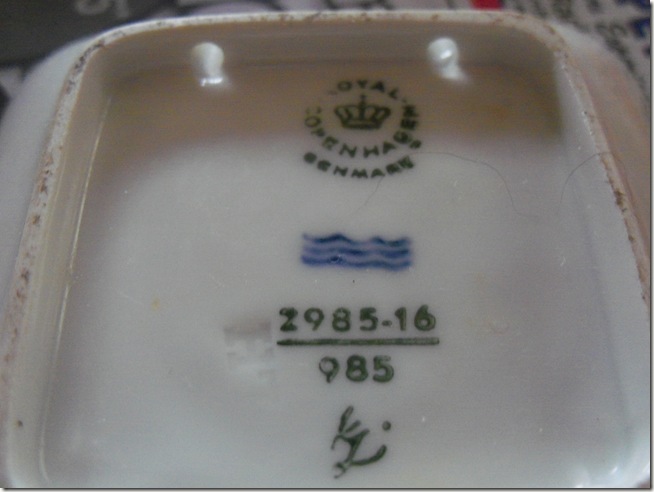 ROYAL
COPENHAGEN
DENMARK
2985-16
985